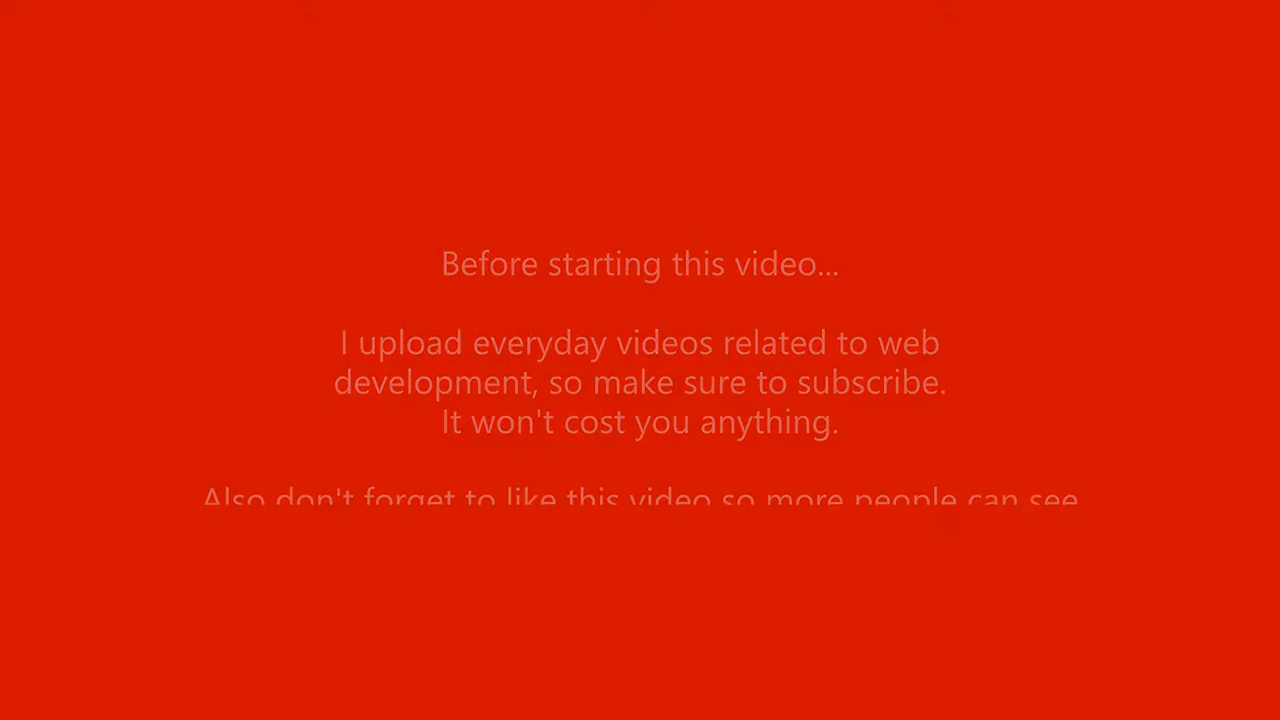 Before starting this video...
I upload everyday videos related to web
development, so make sure to subscribe.
It won't cost you anything.
Also don't forget to like this video so more people can see